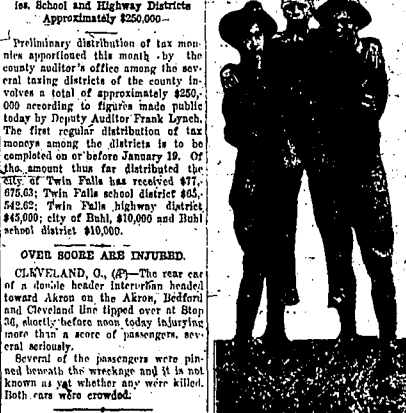 ies, School and Highway Districts
Approximately $250,000—
Preliminary distribution of tax mon-
nies apportioned this month by the
county auditor's office among the sev-
eral taxing districts of the county in-
volves a total of approximately $250,-
000 according to figures made public
today by Deputy Auditor Frank Lynch.
The first regular distribution of tax
moneys among the districts is to be
completed on or before January 19. Of
the amount thus far distributed the
city of Twin Falls has received $77,-
675.63; Twin Falls school district $65,-
542.62; Twin Falls highway district
$45,000; city of Buhl, $10,000 and Buhl
school district $10,000.
OVER SCORE ARE INJURED.
CLEVELAND, O., (AP)—The rear car
of a double header interurban headed
toward Akron on the Akron, Bedford
and Cleveland line tipped over at Stop
36, shortly before noon today injurying
more than a score of passengers, sev-
eral seriously.
Several of the passengers were pin-
ned beneath the wreckage and it is not
known as yet whether any were killed.
Both cars were crowded.